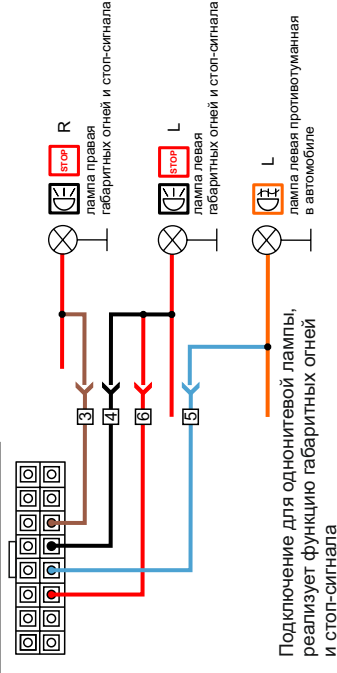 STOP
R
лампа правая
габаритных огней и стоп-сигнала
STOP
L
лампа левая
габаритных огней и стоп-сигнала
L
лампа левая противотуманная
в автомобиле
3
4
6
5
Подключение для однонитевой лампы,
реализует функцию габаритных огней
и стоп-сигнала